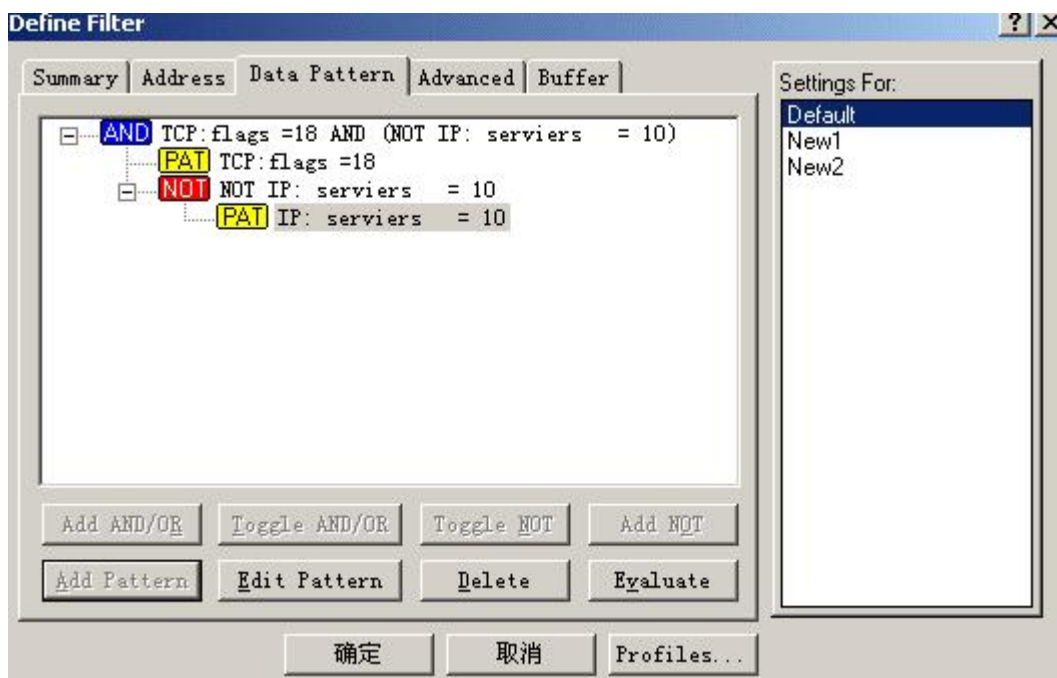 Define Filter
? X
Summary Address Data Pattern Advanced Buffer
AND TCP:flags =18 AND (NOT IP: serviers = 10)
PAT TCP:flags =18
NOT NOT IP: serviers = 10
PAT IP: serviers = 10
Add AND/OR Toggle AND/OR Toggle NOT Add NOT
Add Pattern Edit Pattern Delete Evaluate
Settings For:
Default
New1
New2
确定 取消 Profiles...